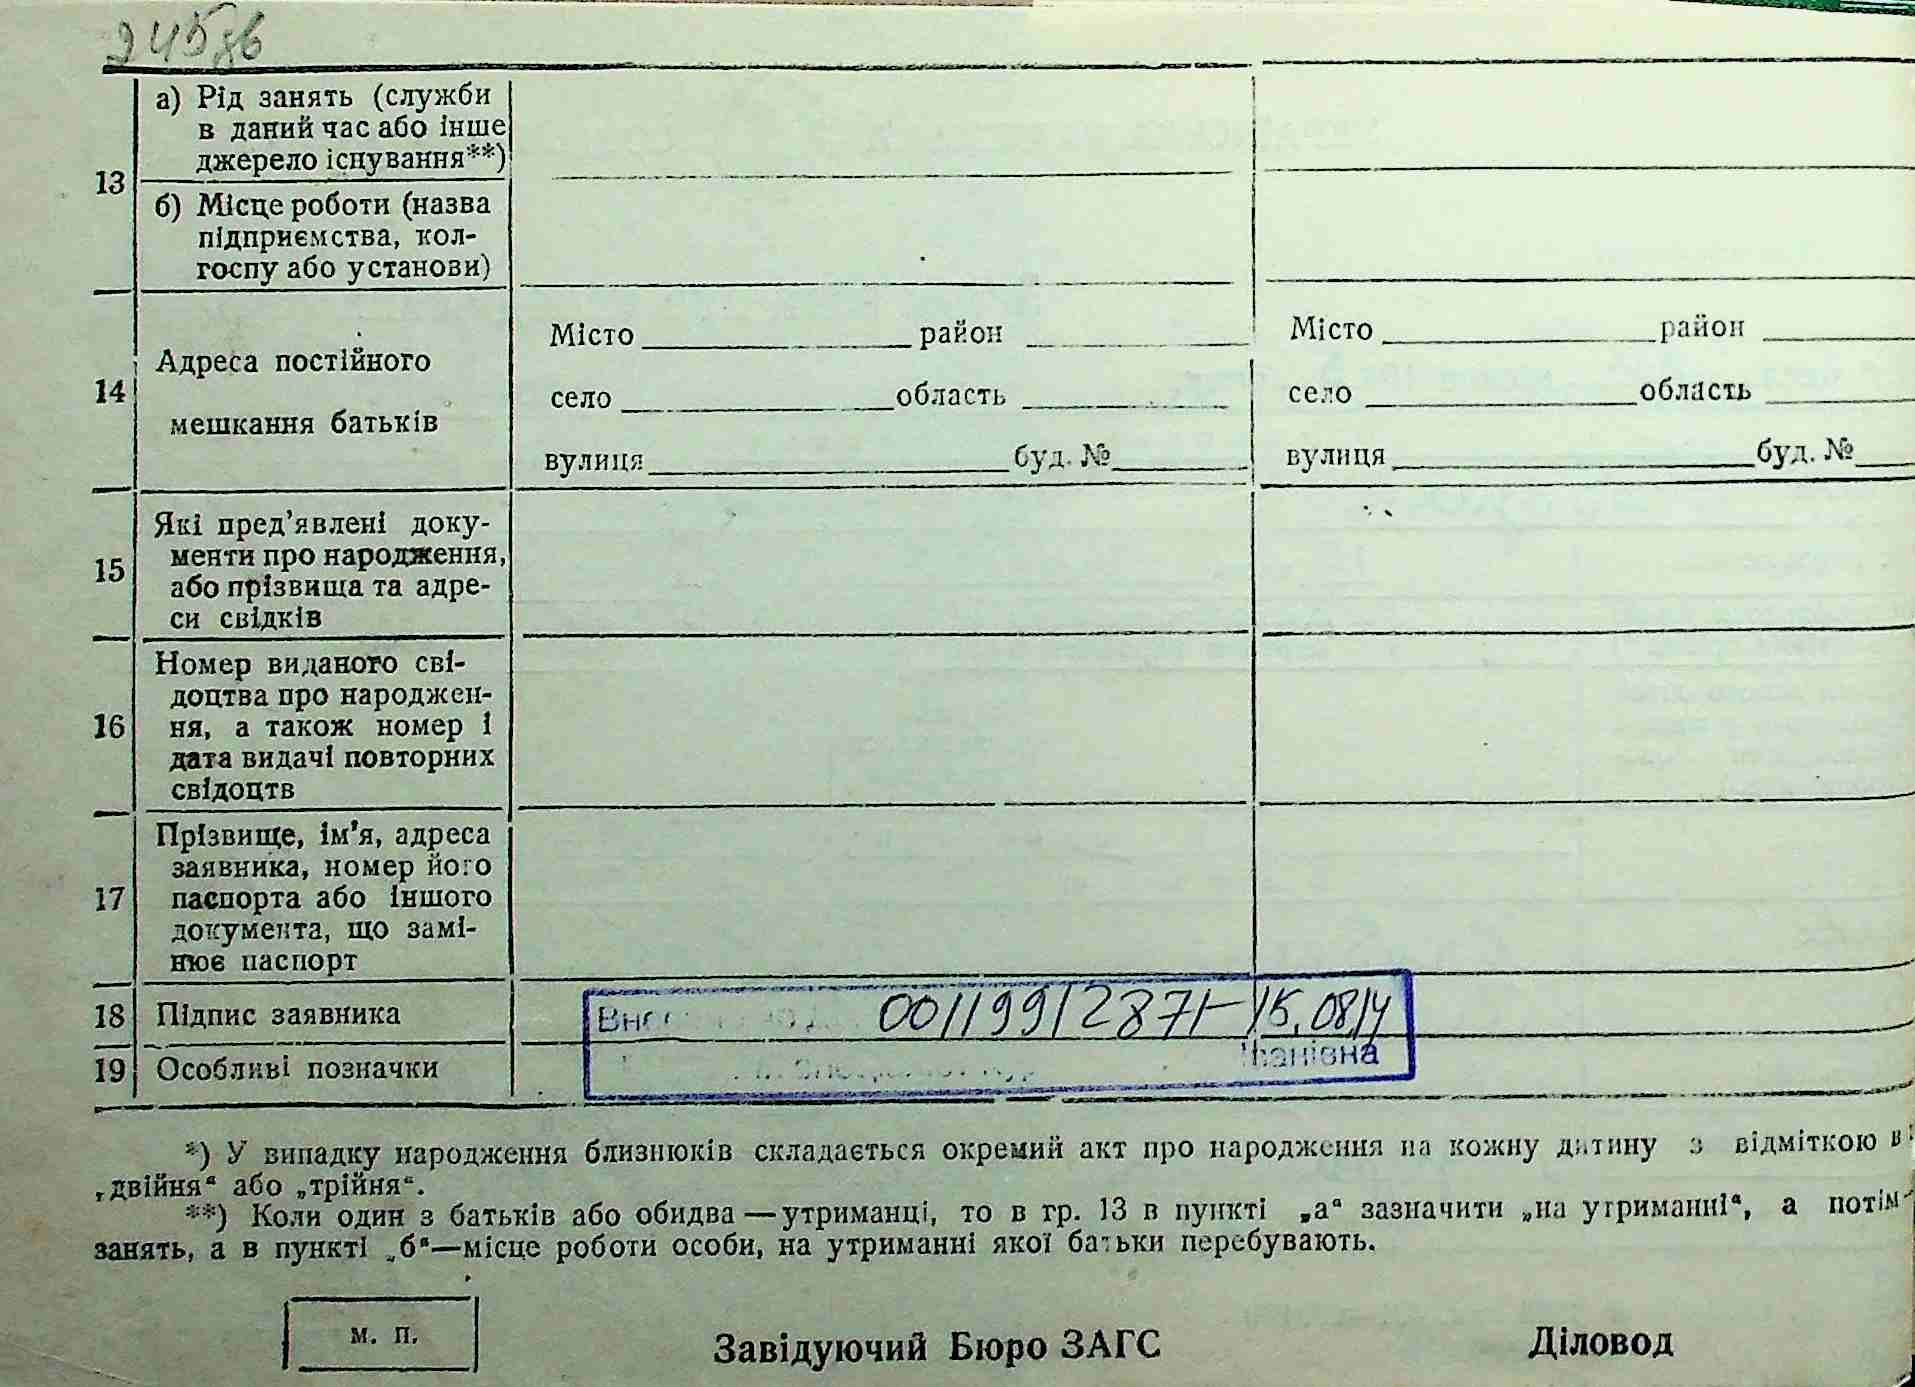 245 зв
13
а) Рід занять (служби
в даний час або інше
джерело існування**)
б) Місце роботи (назва
підприємства, кол-
госпу або установи)
14
Адреса постійного
мешкання батьків
Місто район
село область
вулиця буд. №
Місто район
село область
вулиця буд. №
15
Які пред’явлені доку-
менти про народження,
або прізвища та адре-
си свідків
16
Номер виданого сві-
доцтва про народжен-
ня, а також номер і
дата видачі повторних
свідоцтв
17
Прізвище, ім’я, адреса
заявника, номер його
паспорта або іншого
документа, що замі-
нює паспорт
18 Підпис заявника
19 Особливі позначки
*) У випадку народження близнюків складається окремий акт про народження на кожну дитину з відміткою в
„двійня“ або „трійня“.
**) Коли один з батьків або обидва — утриманці, то в гр. 13 в пункті „а“ зазначити „на утриманні“, а потім
занять, а в пункті „б“—місце роботи особи, на утриманні якої батьки перебувають.
м. п.
Завідуючий Бюро ЗАГС
Діловод